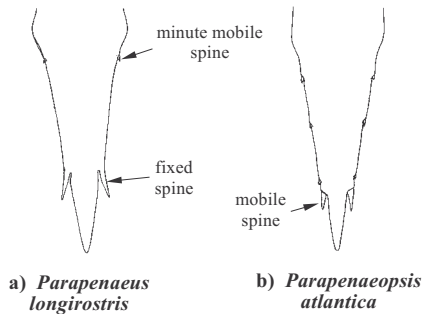 minute mobile
spine
fixed
spine
mobile
spine
a) Parapenaeus
longirostris
b) Parapenaeopsis
atlantica